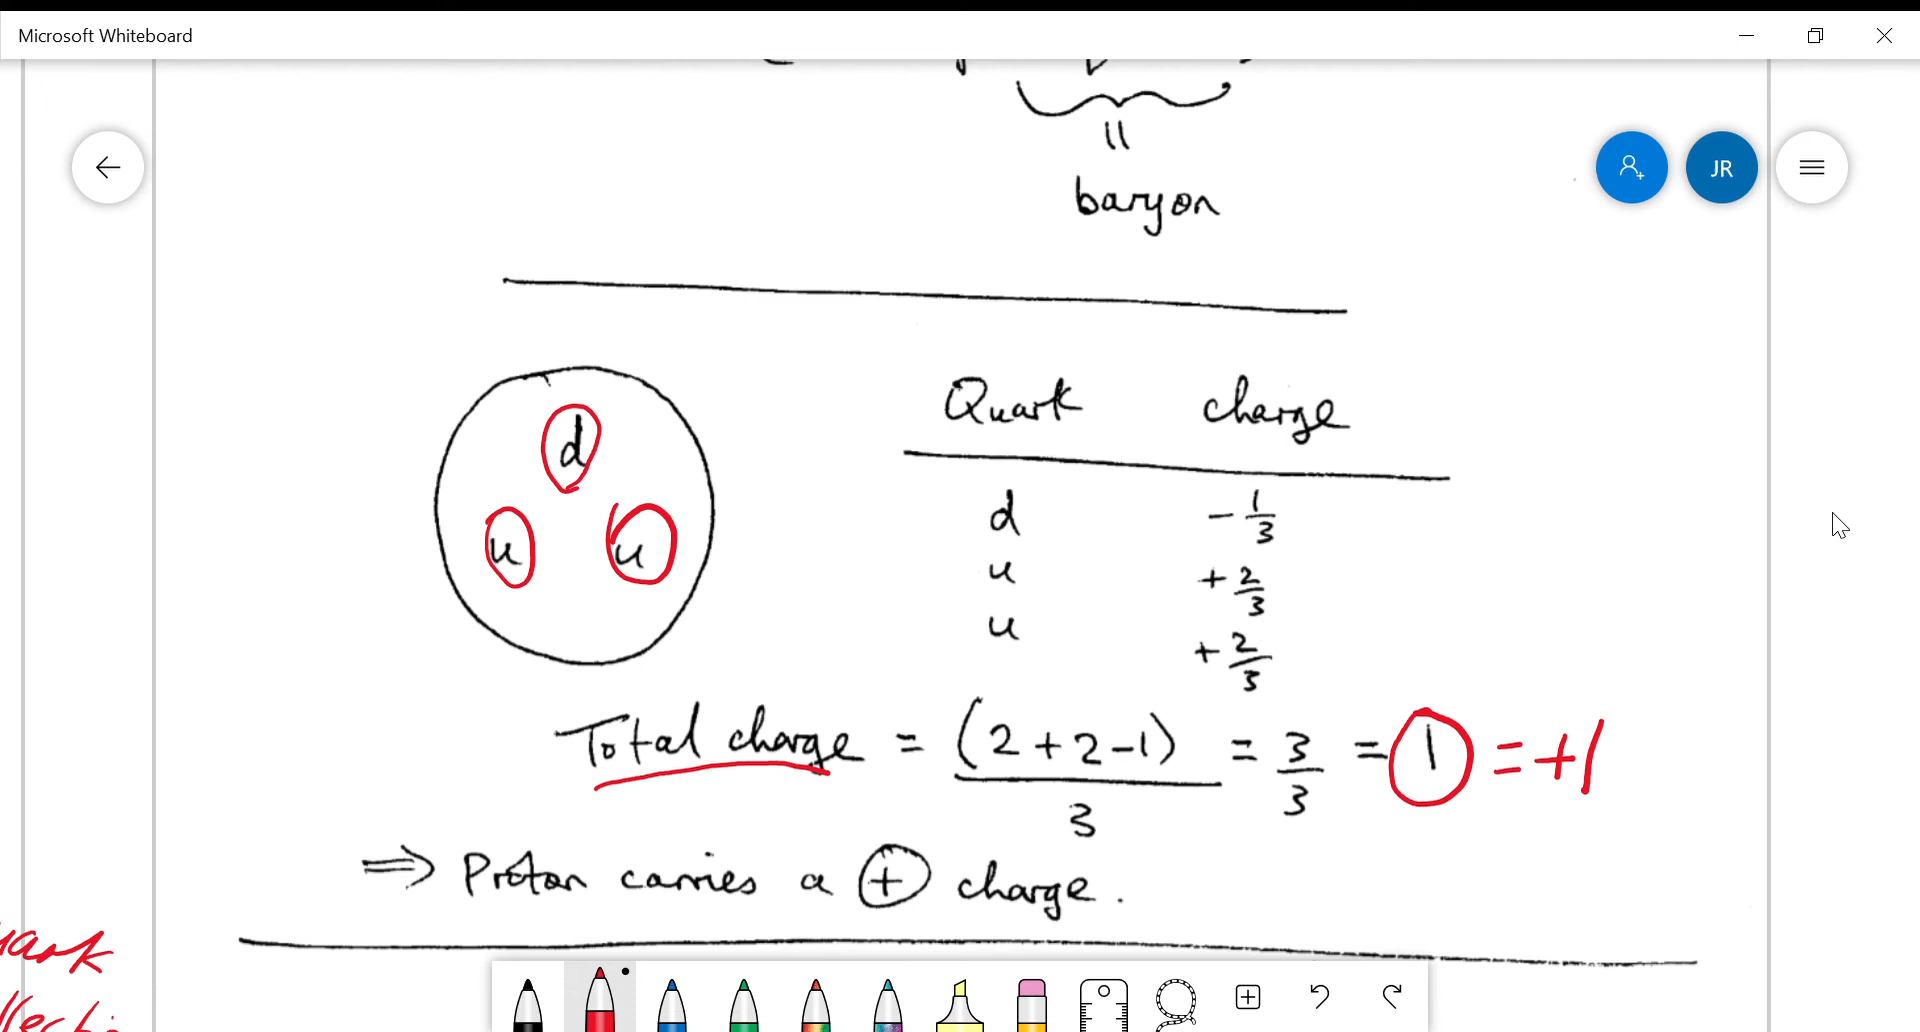 Microsoft Whiteboard
JR
baryon
Quark charge
d
d - 1/3
u u
u + 2/3
u + 2/3
Total charge = (2+2-1)/3 = 3/3 = 1 = +1
⇒ Proton carries a ⊕ charge.